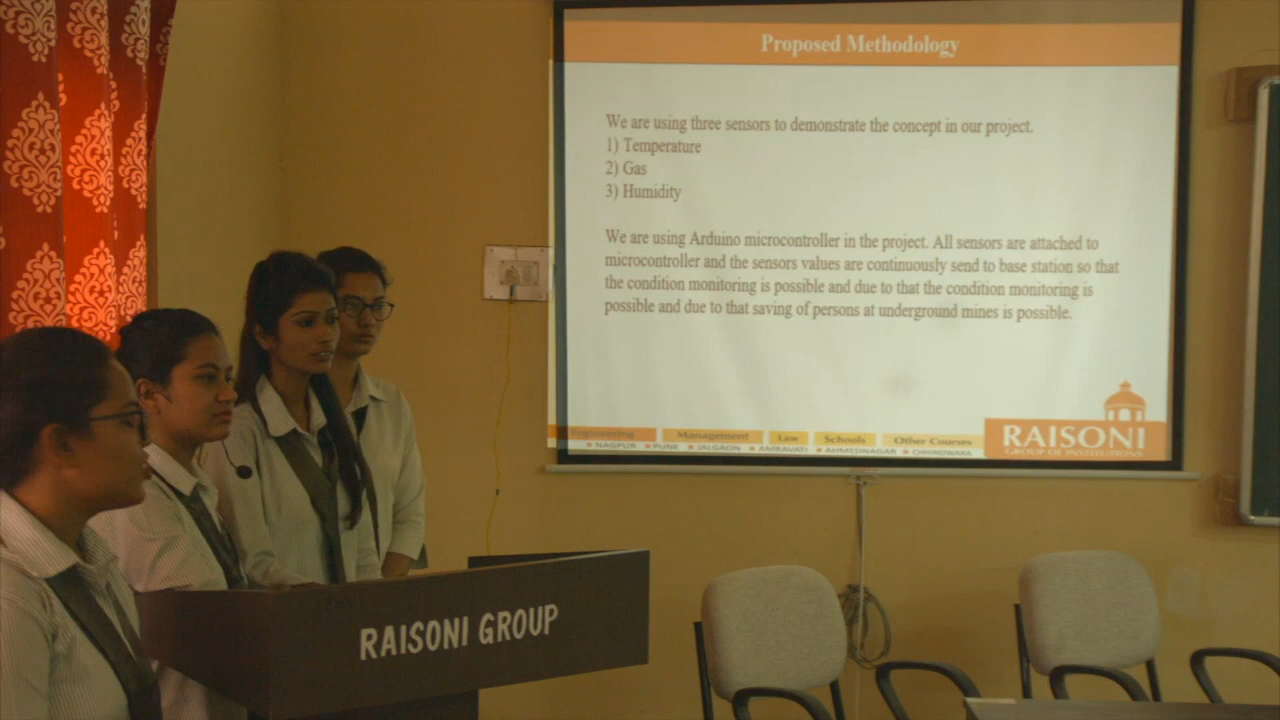 Proposed Methodology
We are using three sensors to demonstrate the concept in our project.
1) Temperature
2) Gas
3) Humidity
We are using Arduino microcontroller in the project. All sensors are attached to
microcontroller and the sensors values are continuously send to base station so that
the condition monitoring is possible and due to that the condition monitoring is
possible and due to that saving of persons at underground mines is possible.
Engineering Management Law Schools Other Courses
NAGPUR PUNE JALGAON AMRAVATI AHMEDNAGAR CHHINDWARA
RAISONI
GROUP OF INSTITUTIONS
RAISONI GROUP